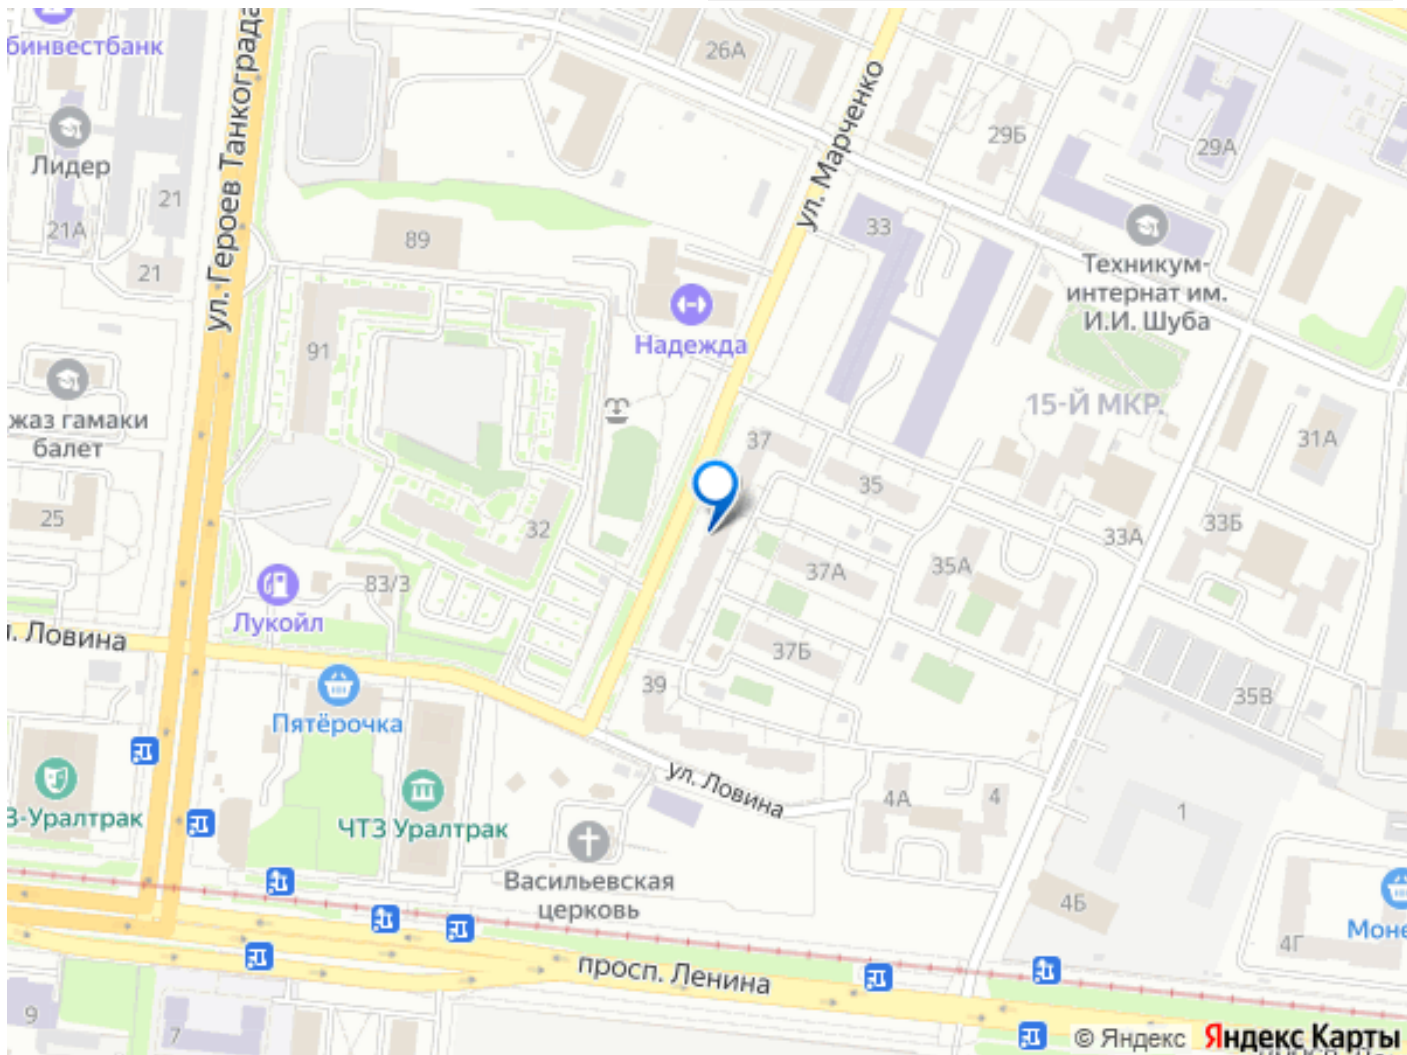 бинвестбанк
26А
ул. Героев Танкограда
ул. Марченко
29Б
29А
Лидер
21
21А
21
33
89
Техникум-
интернат им.
И.И. Шуба
Надежда
91
15-Й МКР.
жаз гамаки
балет
37
31А
35
25
32
33Б
33А
37А
35А
83/3
Лукойл
Ловина
37Б
39
35В
Пятёрочка
ул. Ловина
4А
4
1
З-Уралтрак
ЧТЗ Уралтрак
Васильевская
церковь
4Б
4Г
Моне
просп. Ленина
9
7
© Яндекс
Яндекс Карты